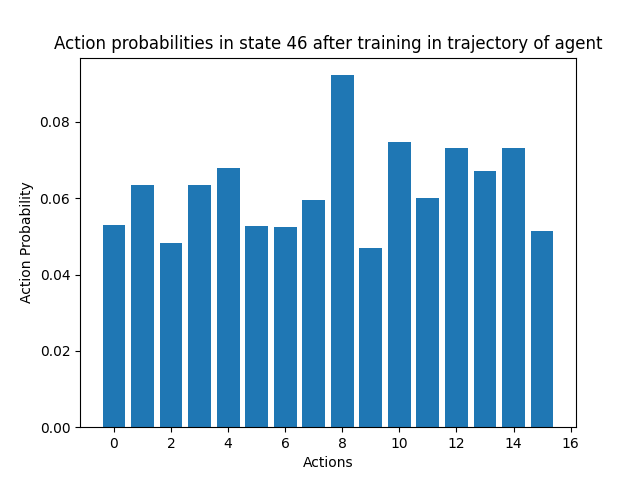 Action probabilities in state 46 after training in trajectory of agent
Action Probability
0.08
0.06
0.04
0.02
0.00
0 2 4 6 8 10 12 14 16
Actions